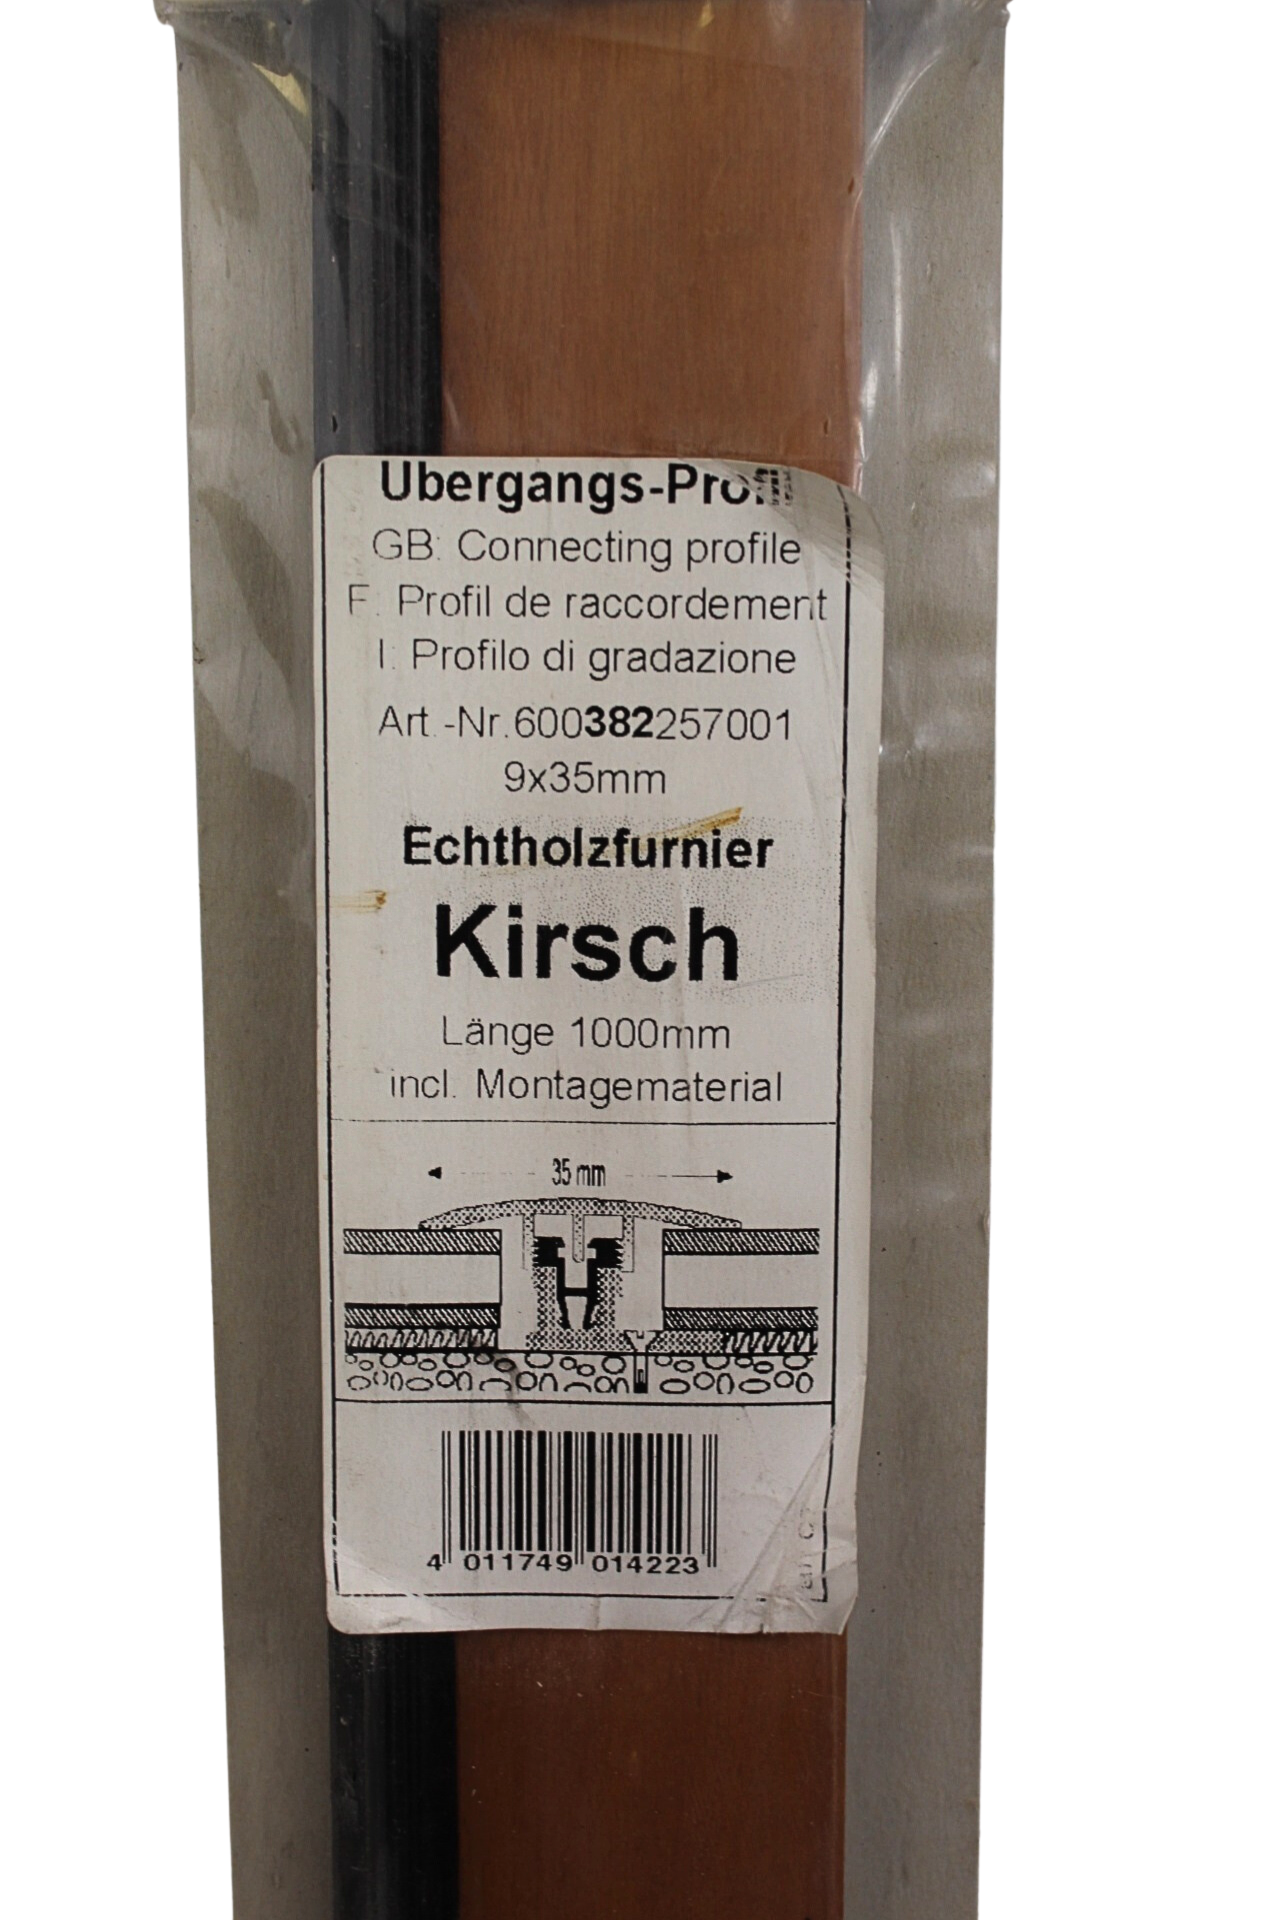 Übergangs-Profil
GB: Connecting profile
F: Profil de raccordement
I: Profilo di gradazione
Art.-Nr.600382257001
9x35mm
Echtholzfurnier
Kirsch
Länge 1000mm
incl. Montagematerial
35 mm
4 011749 014223